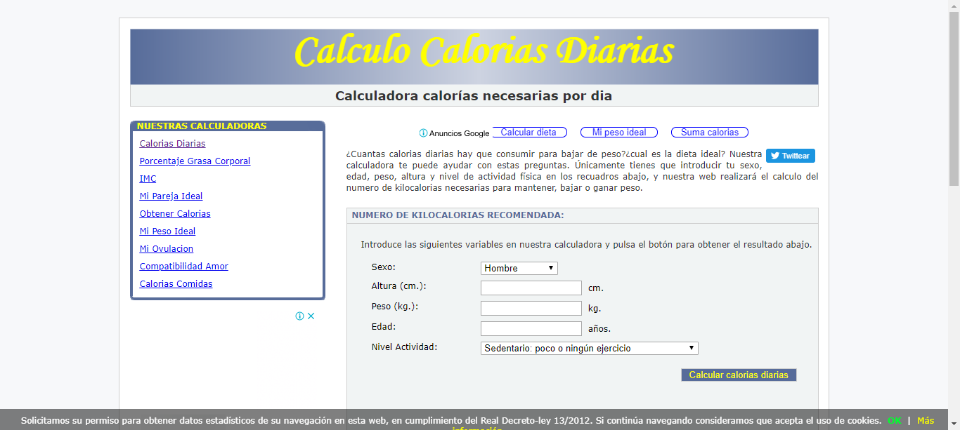 Calculo Calorias Diarias
Calculadora calorías necesarias por dia
NUESTRAS CALCULADORAS
Calorías Diarias
Porcentaje Grasa Corporal
IMC
Mi Pareja Ideal
Obtener Calorias
Mi Peso Ideal
Mi Ovulacion
Compatibilidad Amor
Calorias Comidas
Anuncios Google Calcular dieta Mi peso ideal Suma calorias
¿Cuantas calorias diarias hay que consumir para bajar de peso?¿cual es la dieta ideal? Nuestra
Twittear
calculadora te puede ayudar con estas preguntas. Únicamente tienes que introducir tu sexo,
edad, peso, altura y nivel de actividad física en los recuadros abajo, y nuestra web realizará el calculo del
numero de kilocalorias necesarias para mantener, bajar o ganar peso.
NUMERO DE KILOCALORIAS RECOMENDADA:
Introduce las siguientes variables en nuestra calculadora y pulsa el botón para obtener el resultado abajo.
Sexo: Hombre
Altura (cm.): cm.
Peso (kg.): kg.
Edad: años.
Nivel Actividad: Sedentario: poco o ningún ejercicio
Calcular calorias diarias
Solicitamos su permiso para obtener datos estadísticos de su navegación en esta web, en cumplimiento del Real Decreto-ley 13/2012. Si continúa navegando consideramos que acepta el uso de cookies. OK | Más
información